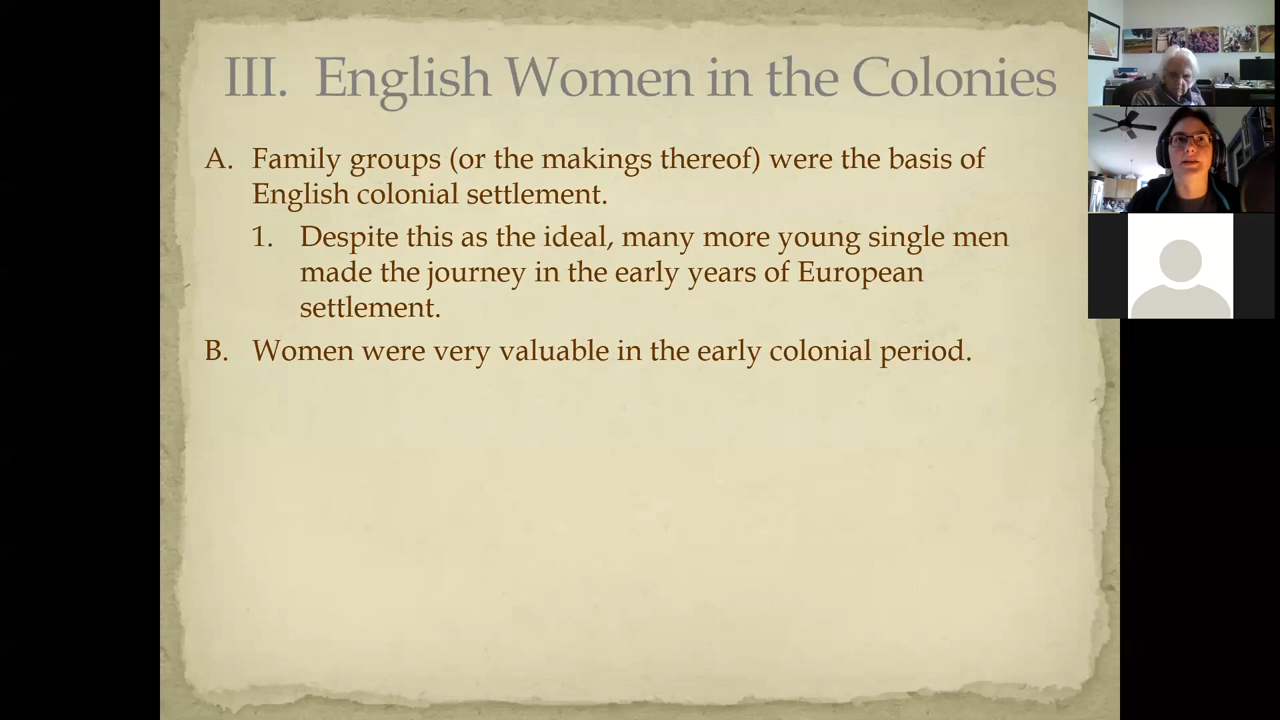 III. English Women in the Colonies
A. Family groups (or the makings thereof) were the basis of
English colonial settlement.
1. Despite this as the ideal, many more young single men
made the journey in the early years of European
settlement.
B. Women were very valuable in the early colonial period.